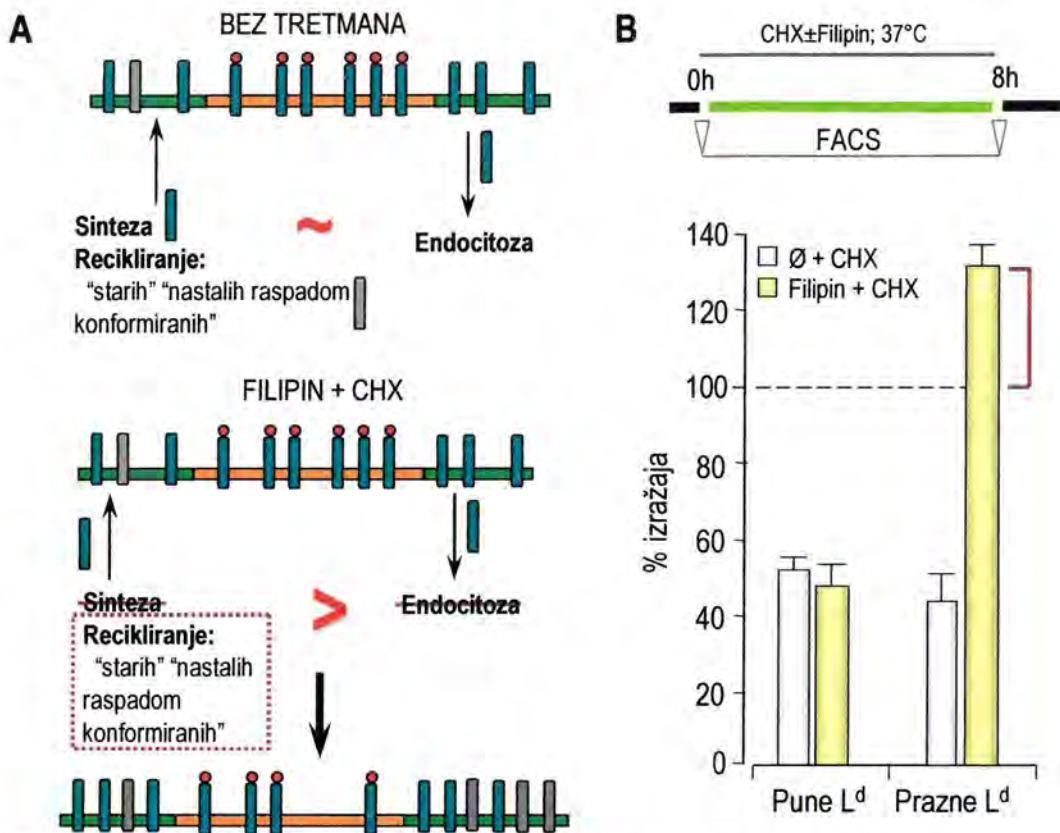 A
BEZ TRETMANA
Sinteza
Recikliranje:
“starih” “nastalih raspadom
konformiranih”
~
Endocitoza
FILIPIN + CHX
Sinteza
Recikliranje:
“starih” “nastalih
raspadom
konformiranih”
>
Endocitoza
B
CHX±Filipin; 37°C
0h
8h
FACS
% izražaja
140
120
100
80
60
40
20
0
Ø + CHX
Filipin + CHX
Pune Lᵈ
Prazne Lᵈ